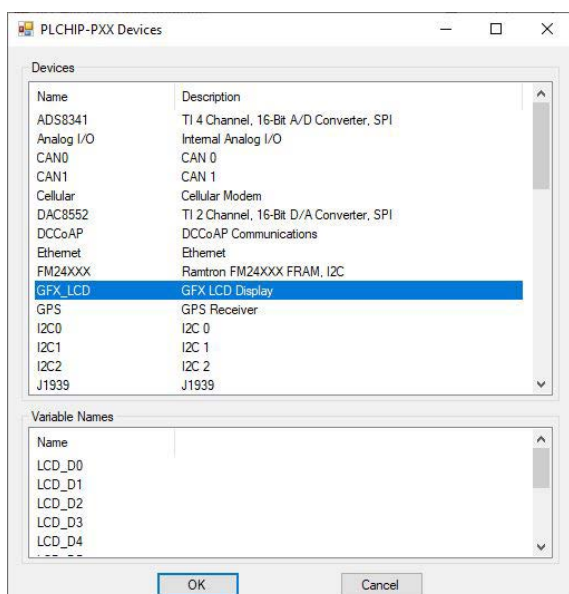 PLCHIP-PXX Devices
Devices
Name Description
ADS8341 TI 4 Channel, 16-Bit A/D Converter, SPI
Analog I/O Internal Analog I/O
CAN0 CAN 0
CAN1 CAN 1
Cellular Cellular Modem
DAC8552 TI 2 Channel, 16-Bit D/A Converter, SPI
DCCoAP DCCoAP Communications
Ethernet Ethernet
FM24XXX Ramtron FM24XXX FRAM, I2C
GFX_LCD GFX LCD Display
GPS GPS Receiver
I2C0 I2C 0
I2C1 I2C 1
I2C2 I2C 2
J1939 J1939
Variable Names
Name
LCD_D0
LCD_D1
LCD_D2
LCD_D3
LCD_D4
OK Cancel